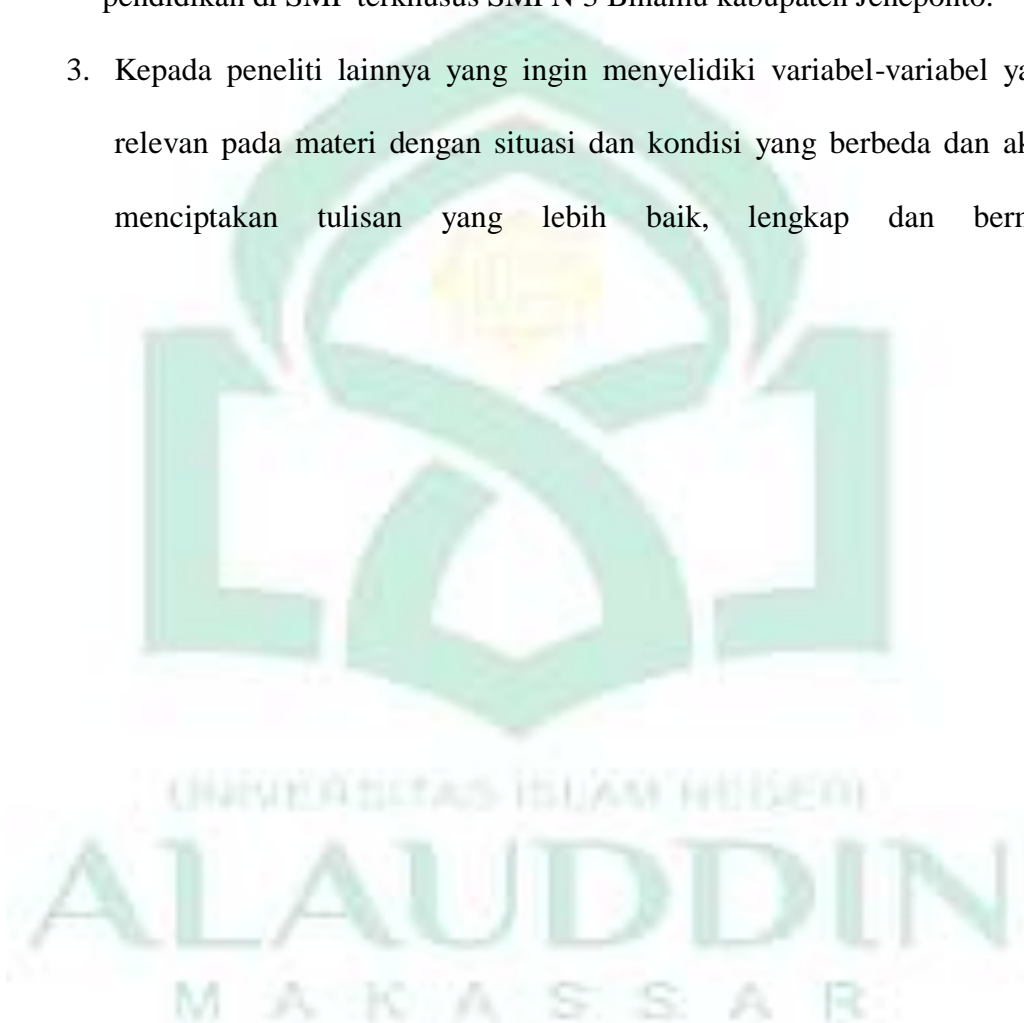 pendidikan di SMP terkhusus SMPN 3 Binamu kabupaten Jeneponto.
3. Kepada peneliti lainnya yang ingin menyelidiki variabel-variabel
relevan pada materi dengan situasi dan kondisi yang berbeda dan
menciptakan tulisan yang lebih baik, lengkap dan
UNIVERSITAS ISLAM NEGERI
ALAUDDIN
MAKASSAR